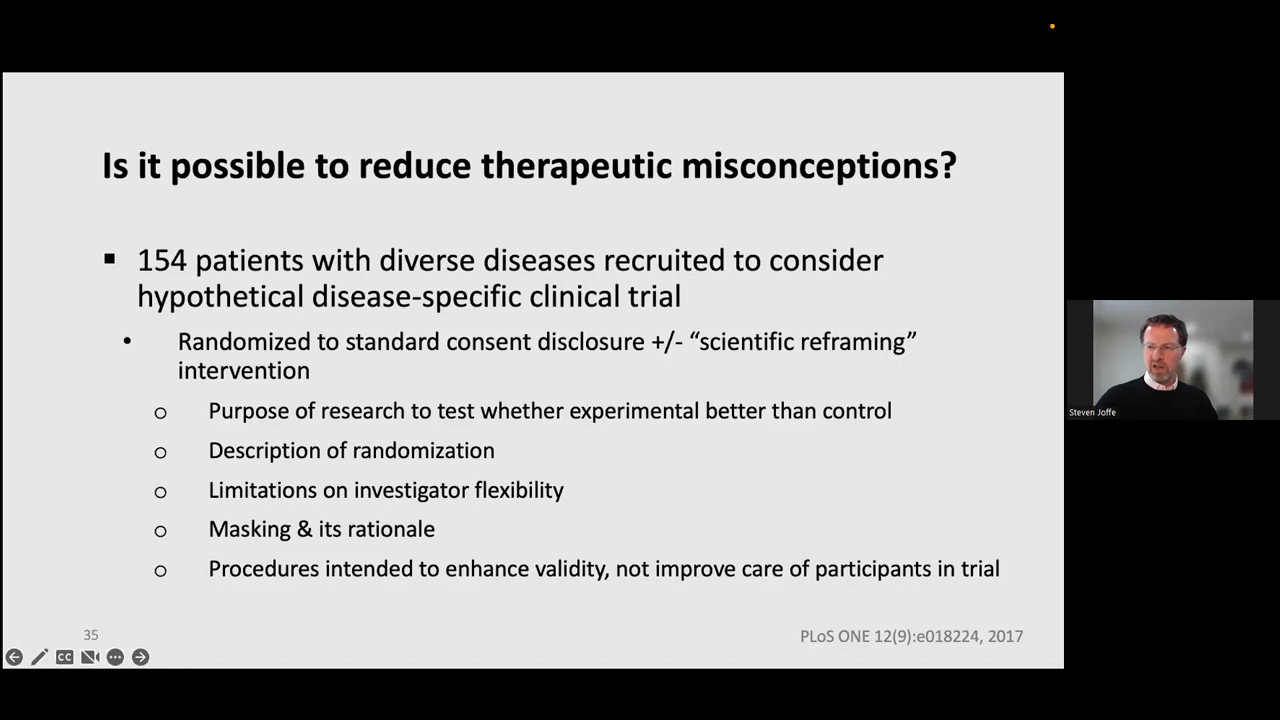 Is it possible to reduce therapeutic misconceptions?
▪ 154 patients with diverse diseases recruited to consider
hypothetical disease-specific clinical trial
• Randomized to standard consent disclosure +/- “scientific reframing”
intervention
o Purpose of research to test whether experimental better than control
o Description of randomization
o Limitations on investigator flexibility
o Masking & its rationale
o Procedures intended to enhance validity, not improve care of participants in trial
35
PLoS ONE 12(9):e018224, 2017
CC
Steven Joffe